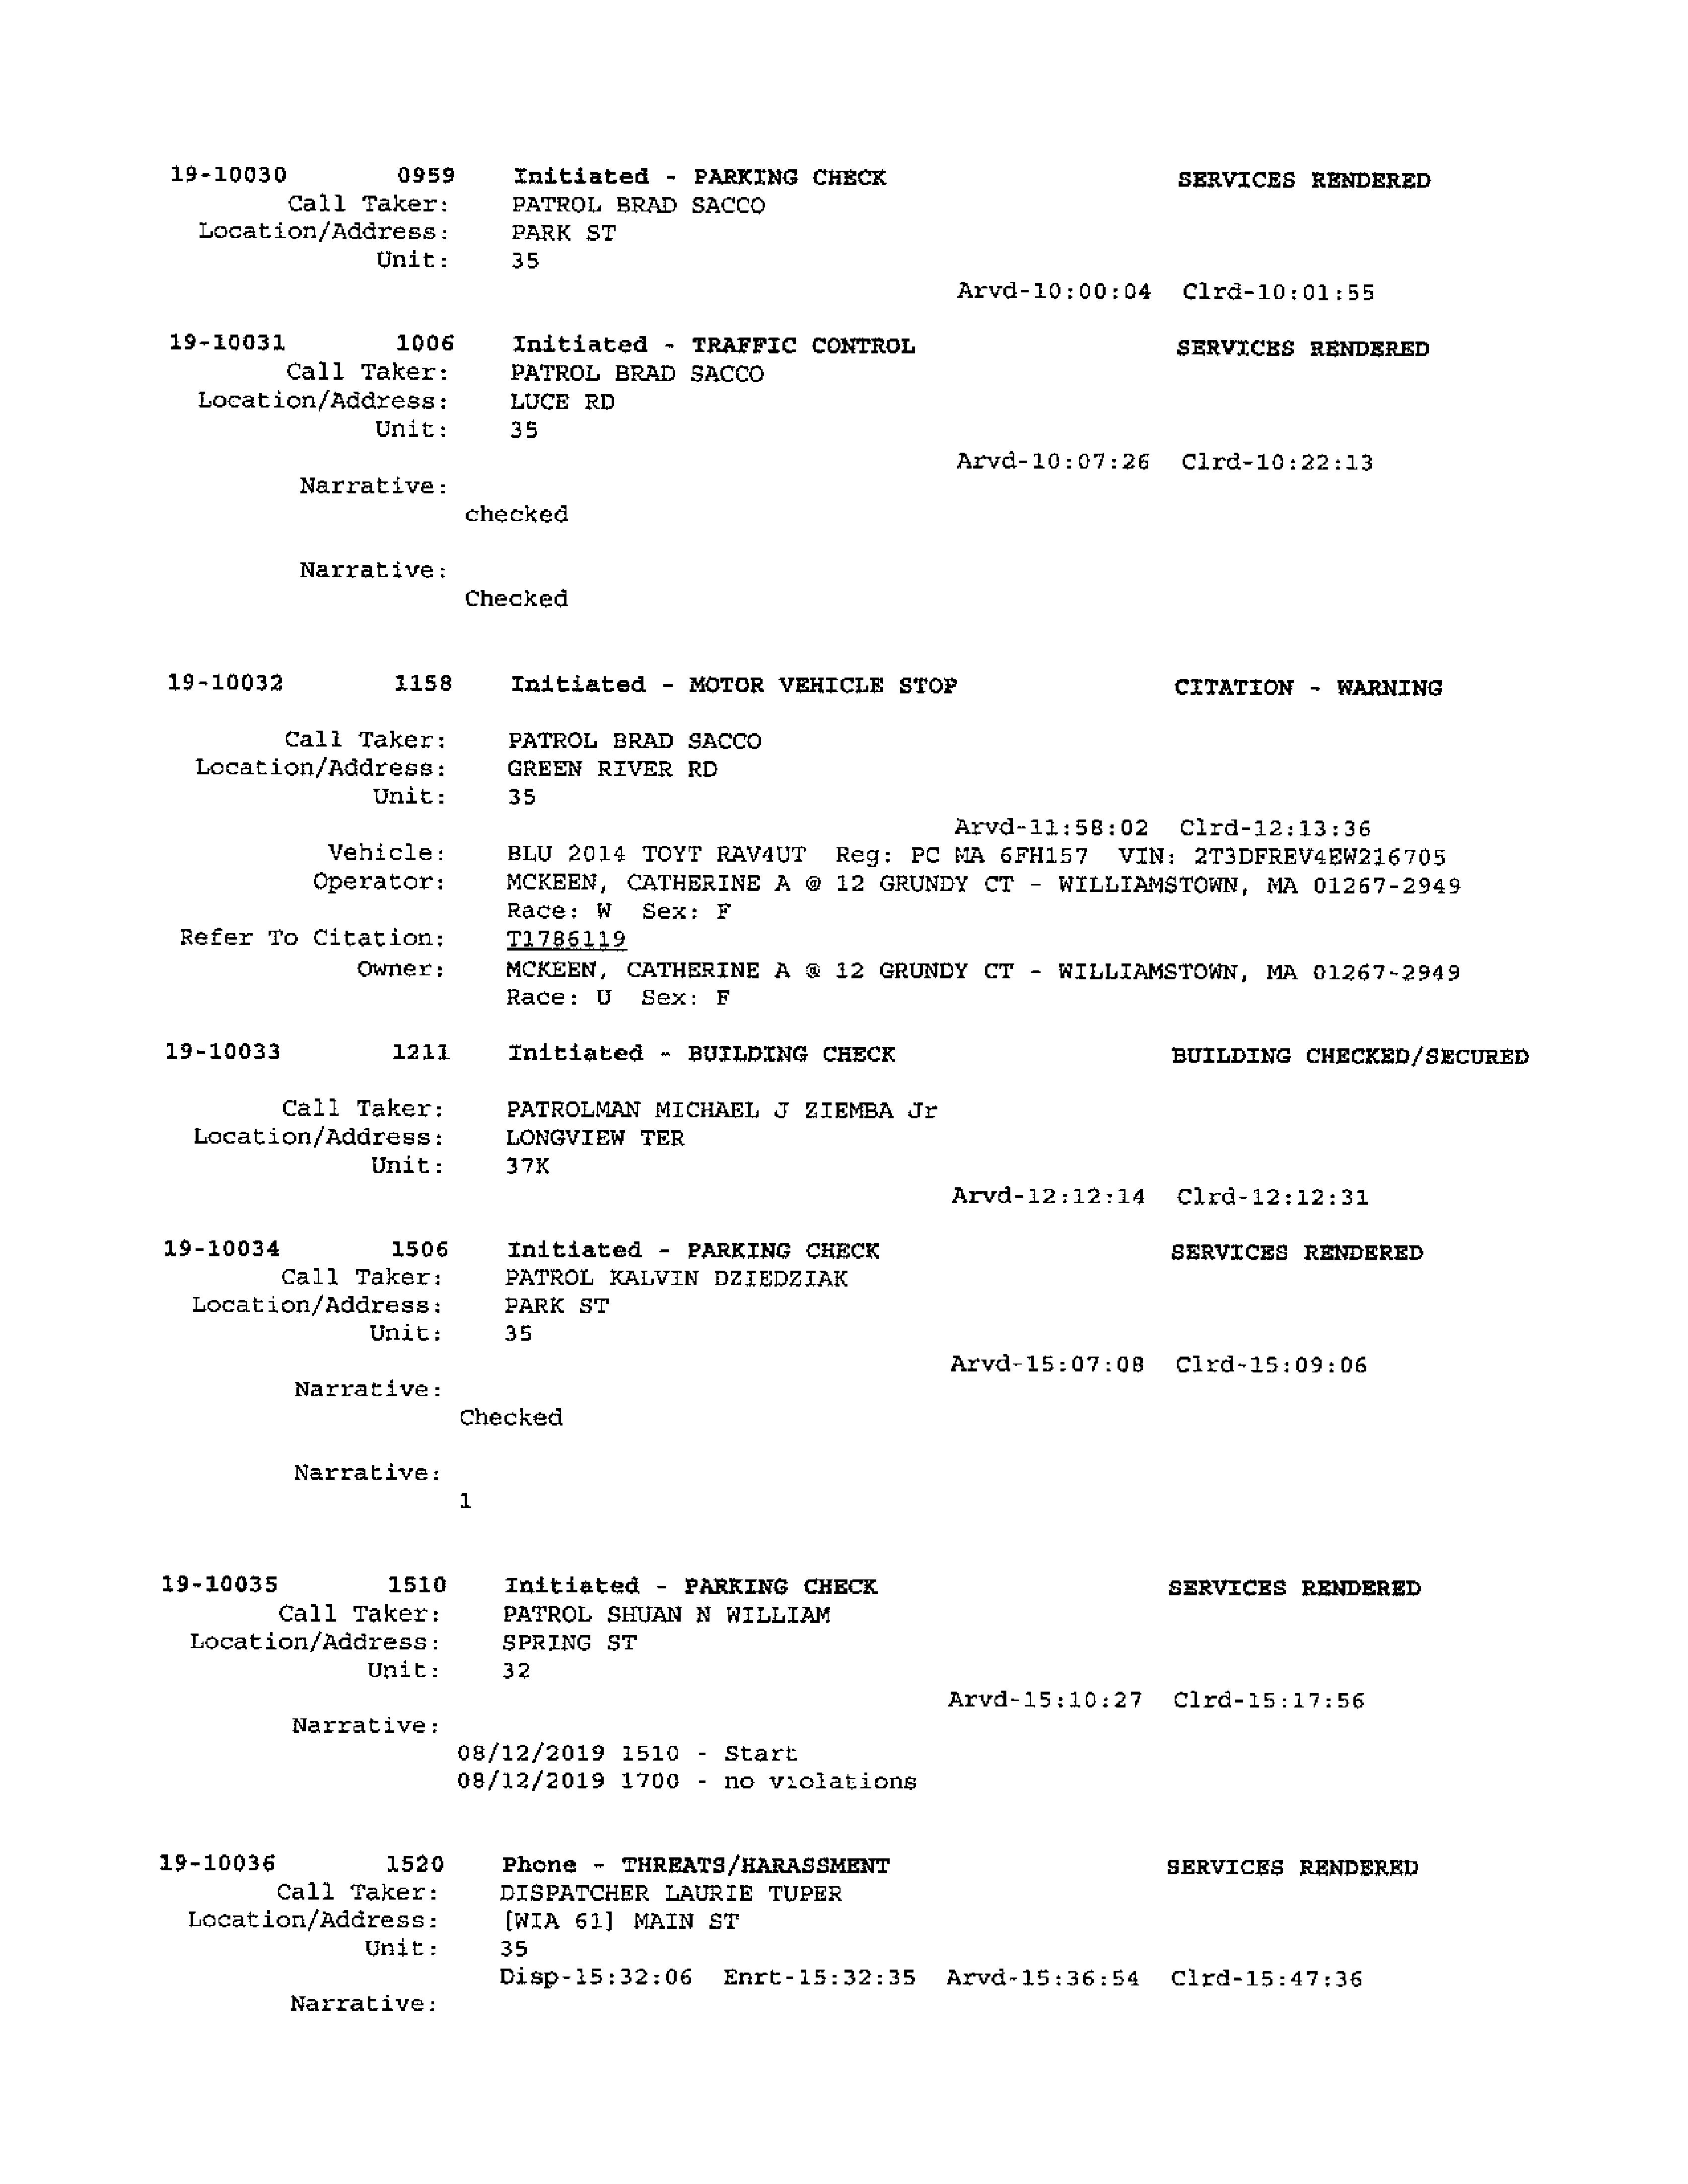 19-10030 0959 Initiated - PARKING CHECK SERVICES RENDERED
Call Taker: PATROL BRAD SACCO
Location/Address: PARK ST
Unit: 35
Arvd-10:00:04 Clrd-10:01:55
19-10031 1006 Initiated - TRAFFIC CONTROL SERVICES RENDERED
Call Taker: PATROL BRAD SACCO
Location/Address: LUCE RD
Unit: 35
Arvd-10:07:26 Clrd-10:22:13
Narrative:
checked
Narrative:
Checked
19-10032 1158 Initiated - MOTOR VEHICLE STOP CITATION - WARNING
Call Taker: PATROL BRAD SACCO
Location/Address: GREEN RIVER RD
Unit: 35
Arvd-11:58:02 Clrd-12:13:36
Vehicle: BLU 2014 TOYT RAV4UT Reg: PC MA 6FH157 VIN: 2T3DFREV4EW216705
Operator: MCKEEN, CATHERINE A @ 12 GRUNDY CT - WILLIAMSTOWN, MA 01267-2949
Race: W Sex: F
Refer To Citation: T1786119
Owner: MCKEEN, CATHERINE A @ 12 GRUNDY CT - WILLIAMSTOWN, MA 01267-2949
Race: U Sex: F
19-10033 1211 Initiated - BUILDING CHECK BUILDING CHECKED/SECURED
Call Taker: PATROLMAN MICHAEL J ZIEMBA Jr
Location/Address: LONGVIEW TER
Unit: 37K
Arvd-12:12:14 Clrd-12:12:31
19-10034 1506 Initiated - PARKING CHECK SERVICES RENDERED
Call Taker: PATROL KALVIN DZIEDZIAK
Location/Address: PARK ST
Unit: 35
Arvd-15:07:08 Clrd-15:09:06
Narrative:
Checked
Narrative:
1
19-10035 1510 Initiated - PARKING CHECK SERVICES RENDERED
Call Taker: PATROL SHUAN N WILLIAM
Location/Address: SPRING ST
Unit: 32
Arvd-15:10:27 Clrd-15:17:56
Narrative:
08/12/2019 1510 - Start
08/12/2019 1700 - no violations
19-10036 1520 Phone - THREATS/HARASSMENT SERVICES RENDERED
Call Taker: DISPATCHER LAURIE TUPER
Location/Address: [WIA 61] MAIN ST
Unit: 35
Disp-15:32:06 Enrt-15:32:35 Arvd-15:36:54 Clrd-15:47:36
Narrative: